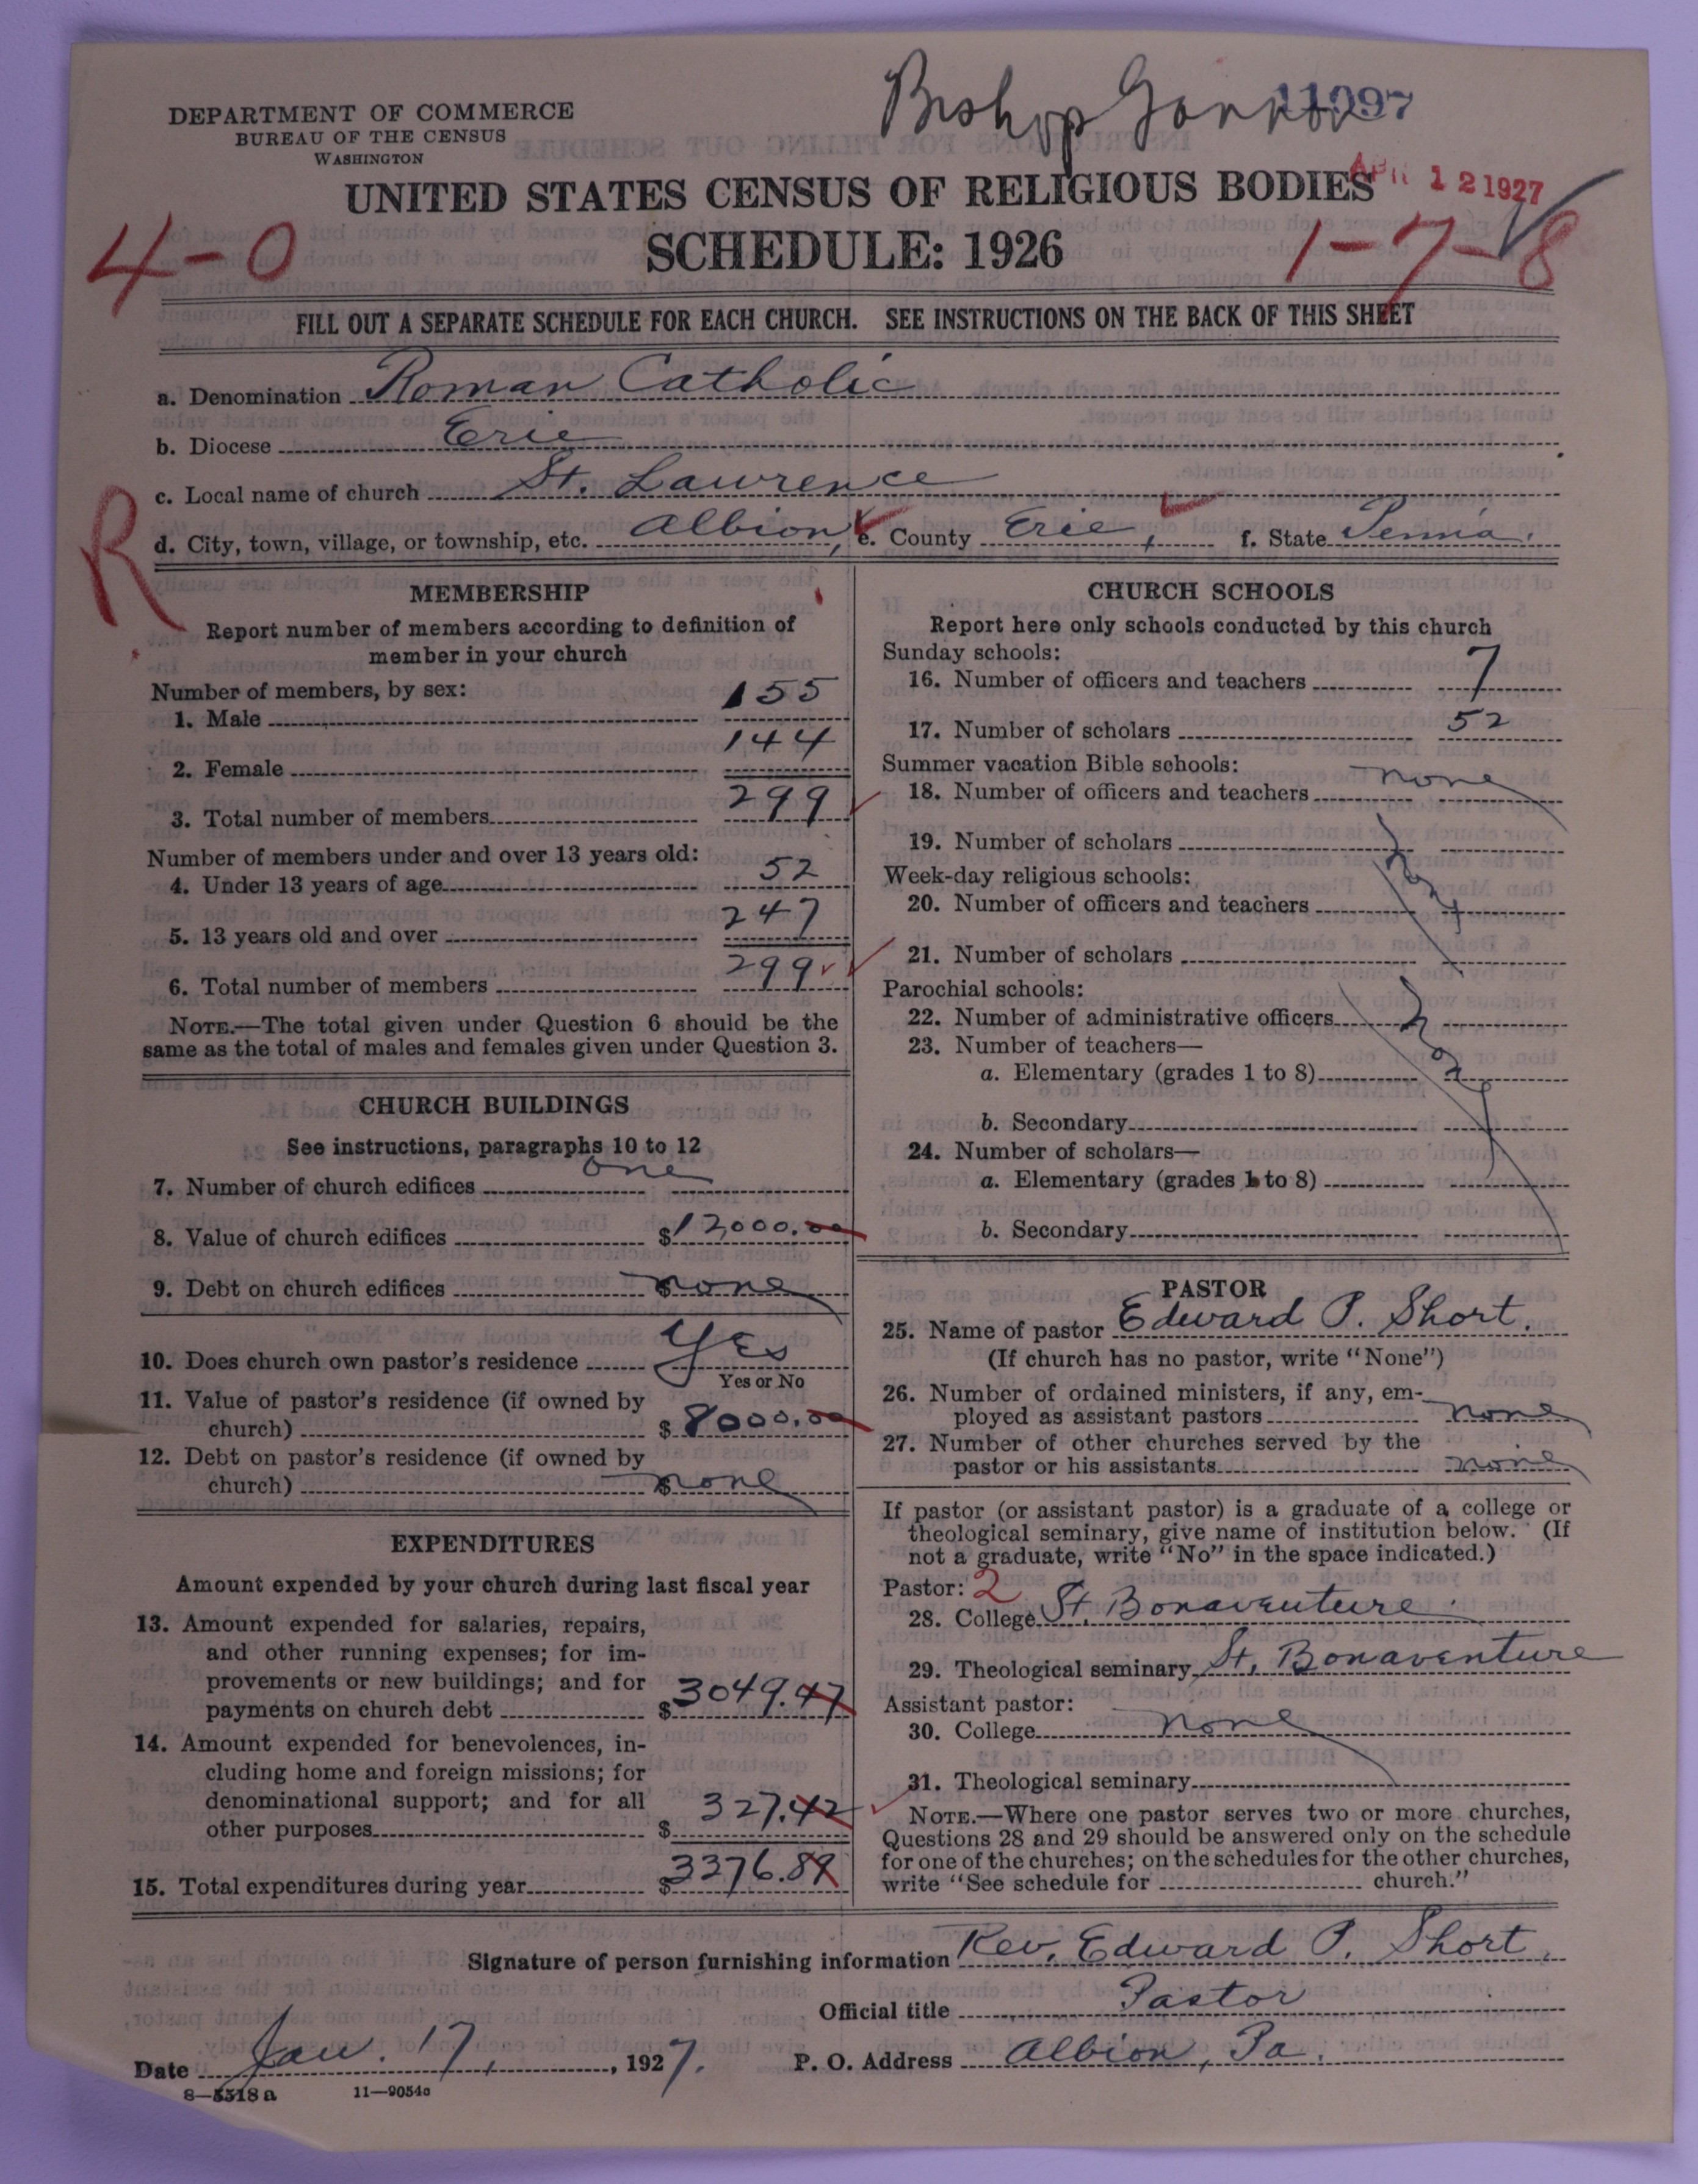 DEPARTMENT OF COMMERCE
BUREAU OF THE CENSUS
WASHINGTON
Bishop Gannon
11097
APR 12 1927
UNITED STATES CENSUS OF RELIGIOUS BODIES
SCHEDULE: 1926
4-0
1-7-8
FILL OUT A SEPARATE SCHEDULE FOR EACH CHURCH. SEE INSTRUCTIONS ON THE BACK OF THIS SHEET
a. Denomination Roman Catholic
b. Diocese Erie
c. Local name of church St. Lawrence
R
d. City, town, village, or township, etc. Albion, e. County Erie, f. State Penna.
MEMBERSHIP
Report number of members according to definition of
member in your church
Number of members, by sex:
1. Male 155
2. Female 144
3. Total number of members 299
Number of members under and over 13 years old:
4. Under 13 years of age 52
5. 13 years old and over 247
6. Total number of members 299
NOTE.—The total given under Question 6 should be the
same as the total of males and females given under Question 3.
CHURCH BUILDINGS
See instructions, paragraphs 10 to 12
7. Number of church edifices one
8. Value of church edifices $12000.00
9. Debt on church edifices $ none
10. Does church own pastor's residence Yes
Yes or No
11. Value of pastor's residence (if owned by
church) $ 8000.00
12. Debt on pastor's residence (if owned by
church) $ none
EXPENDITURES
Amount expended by your church during last fiscal year
13. Amount expended for salaries, repairs,
and other running expenses; for im-
provements or new buildings; and for
payments on church debt $3049.47
14. Amount expended for benevolences, in-
cluding home and foreign missions; for
denominational support; and for all
other purposes $ 327.42
15. Total expenditures during year $3376.89
CHURCH SCHOOLS
Report here only schools conducted by this church
Sunday schools:
16. Number of officers and teachers 7
17. Number of scholars 52
Summer vacation Bible schools:
18. Number of officers and teachers none
19. Number of scholars
Week-day religious schools:
none
20. Number of officers and teachers
21. Number of scholars
Parochial schools:
22. Number of administrative officers
none
23. Number of teachers—
a. Elementary (grades 1 to 8)
b. Secondary
24. Number of scholars—
a. Elementary (grades 1 to 8)
b. Secondary
PASTOR
25. Name of pastor Edward P. Short.
(If church has no pastor, write "None")
26. Number of ordained ministers, if any, em-
ployed as assistant pastors none
27. Number of other churches served by the
pastor or his assistants none
If pastor (or assistant pastor) is a graduate of a college or
theological seminary, give name of institution below. (If
not a graduate, write "No" in the space indicated.)
Pastor: 2
28. College St. Bonaventure.
29. Theological seminary St. Bonaventure
Assistant pastor:
30. College none
31. Theological seminary
NOTE.—Where one pastor serves two or more churches,
Questions 28 and 29 should be answered only on the schedule
for one of the churches; on the schedules for the other churches,
write "See schedule for church."
Signature of person furnishing information Rev. Edward P. Short.
Official title Pastor
Date Jan. 17, 1927. P. O. Address Albion, Pa.
8—5518 a 11—9054a